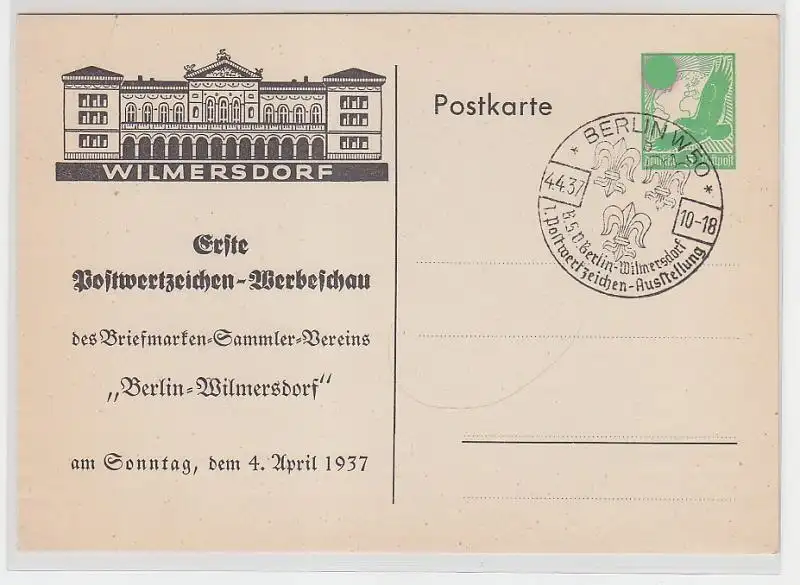 WILMERSDORF
Erste
Postwertzeichen-Werbeschau
des Briefmarken-Sammler-Vereins
„Berlin-Wilmersdorf“
am Sonntag, dem 4. April 1937
Postkarte
* BERLIN W 50 *
4.4.37
10-18
B.S.V. Berlin-Wilmersdorf
1. Postwertzeichen-Ausstellung